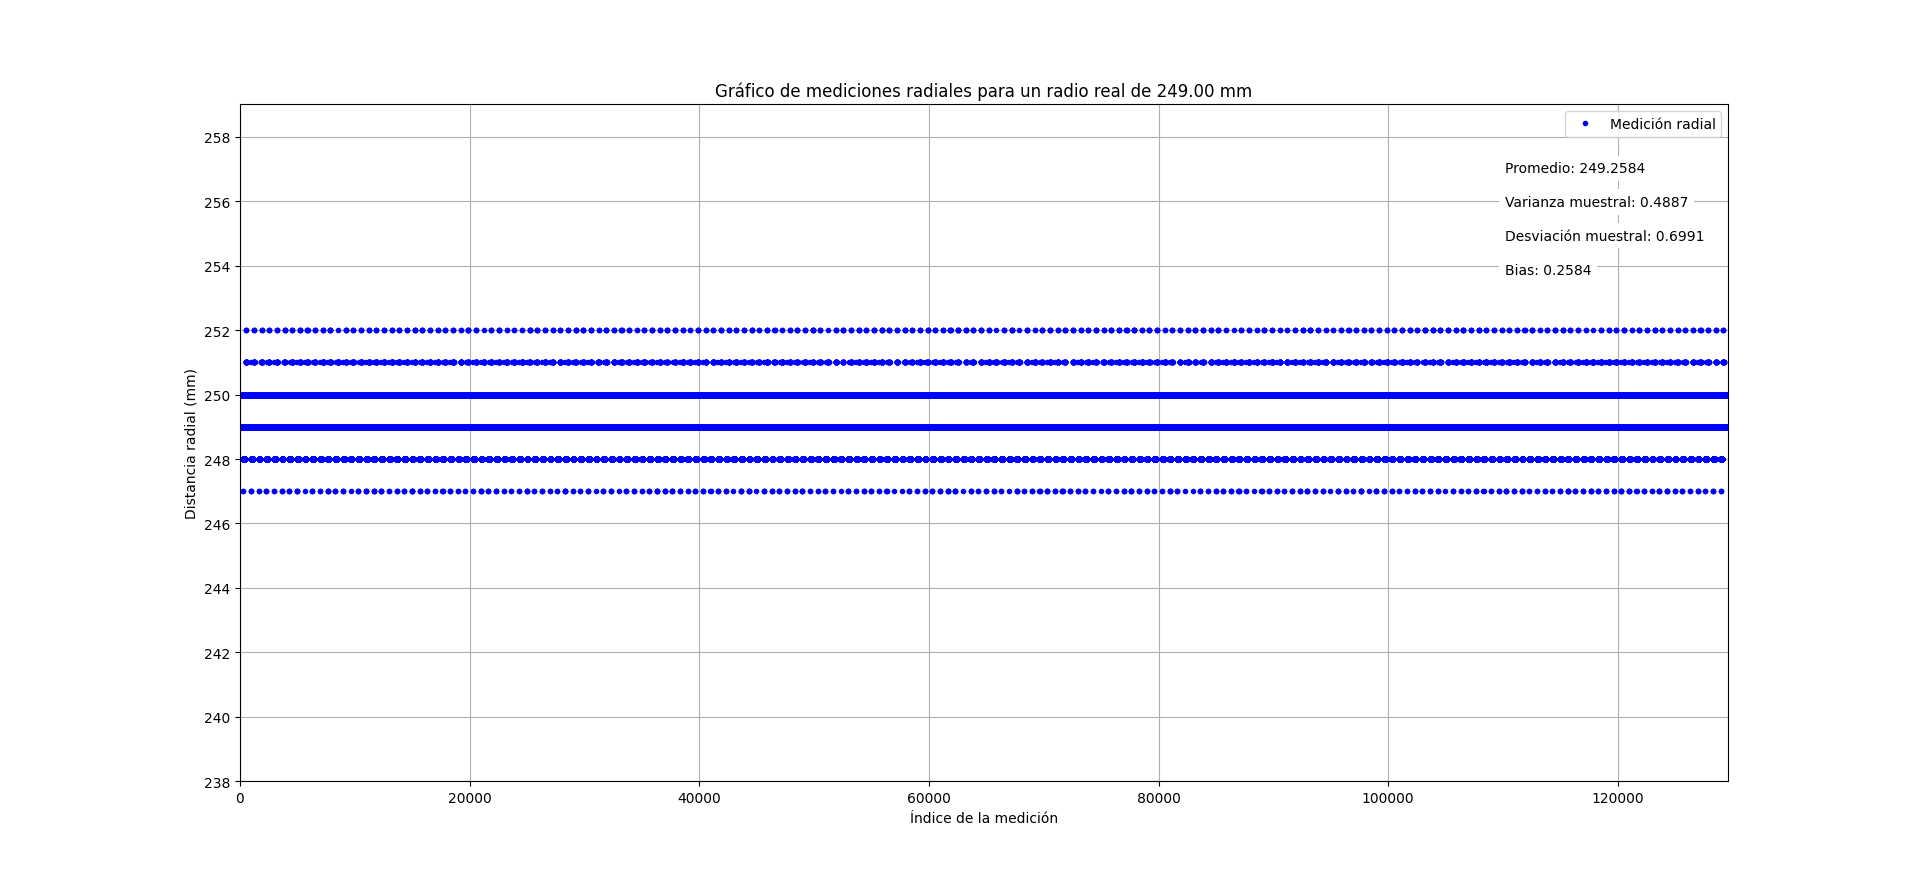 Gráfico de mediciones radiales para un radio real de 249.00 mm
Medición radial
Promedio: 249.2584
Varianza muestral: 0.4887
Desviación muestral: 0.6991
Bias: 0.2584
Distancia radial (mm)
258
256
254
252
250
248
246
244
242
240
238
0 20000 40000 60000 80000 100000 120000
Índice de la medición